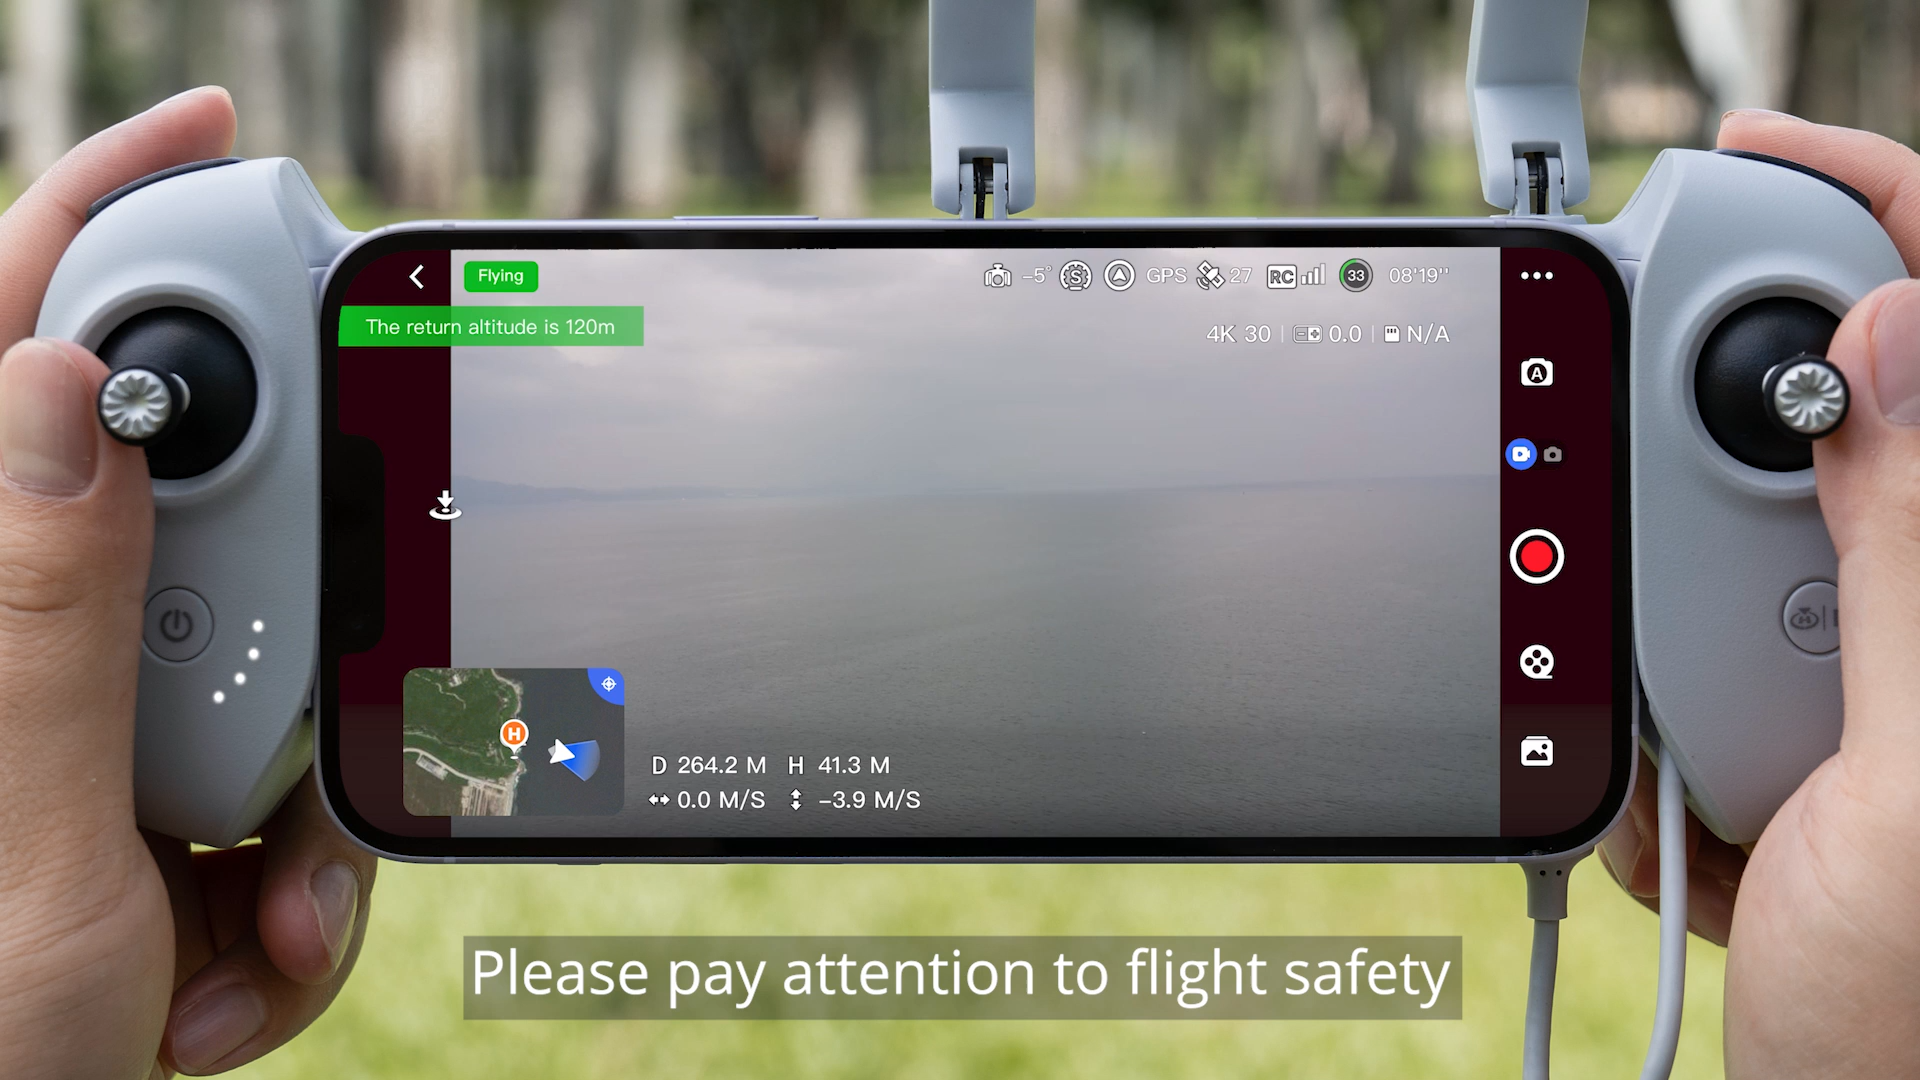 Flying
-5°
S
GPS
27
RC
33
08'19"
The return altitude is 120m
4K 30
0.0
N/A
A
H
D 264.2 M H 41.3 M
0.0 M/S -3.9 M/S
Please pay attention to flight safety